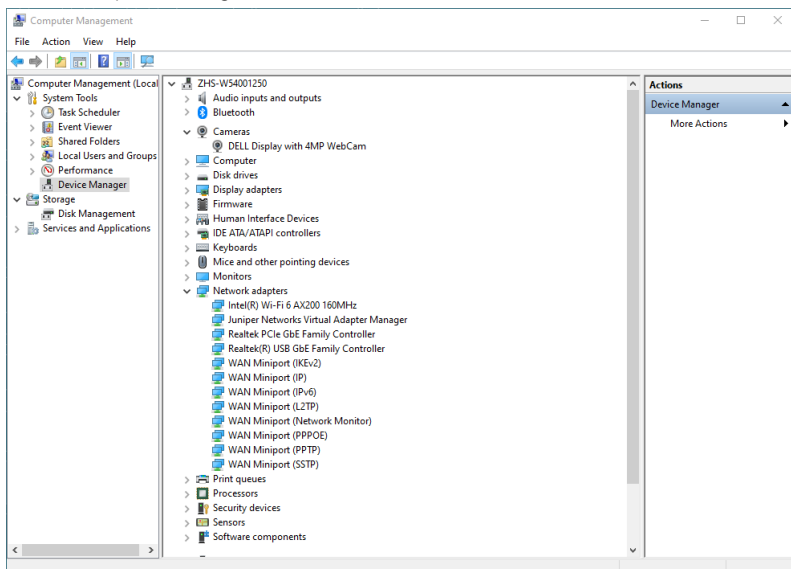 Computer Management
File Action View Help
Computer Management (Local
System Tools
Task Scheduler
Event Viewer
Shared Folders
Local Users and Groups
Performance
Device Manager
Storage
Disk Management
Services and Applications
ZHS-W54001250
Audio inputs and outputs
Bluetooth
Cameras
DELL Display with 4MP WebCam
Computer
Disk drives
Display adapters
Firmware
Human Interface Devices
IDE ATA/ATAPI controllers
Keyboards
Mice and other pointing devices
Monitors
Network adapters
Intel(R) Wi-Fi 6 AX200 160MHz
Juniper Networks Virtual Adapter Manager
Realtek PCIe GbE Family Controller
Realtek(R) USB GbE Family Controller
WAN Miniport (IKEv2)
WAN Miniport (IP)
WAN Miniport (IPv6)
WAN Miniport (L2TP)
WAN Miniport (Network Monitor)
WAN Miniport (PPPOE)
WAN Miniport (PPTP)
WAN Miniport (SSTP)
Print queues
Processors
Security devices
Sensors
Software components
Actions
Device Manager
More Actions